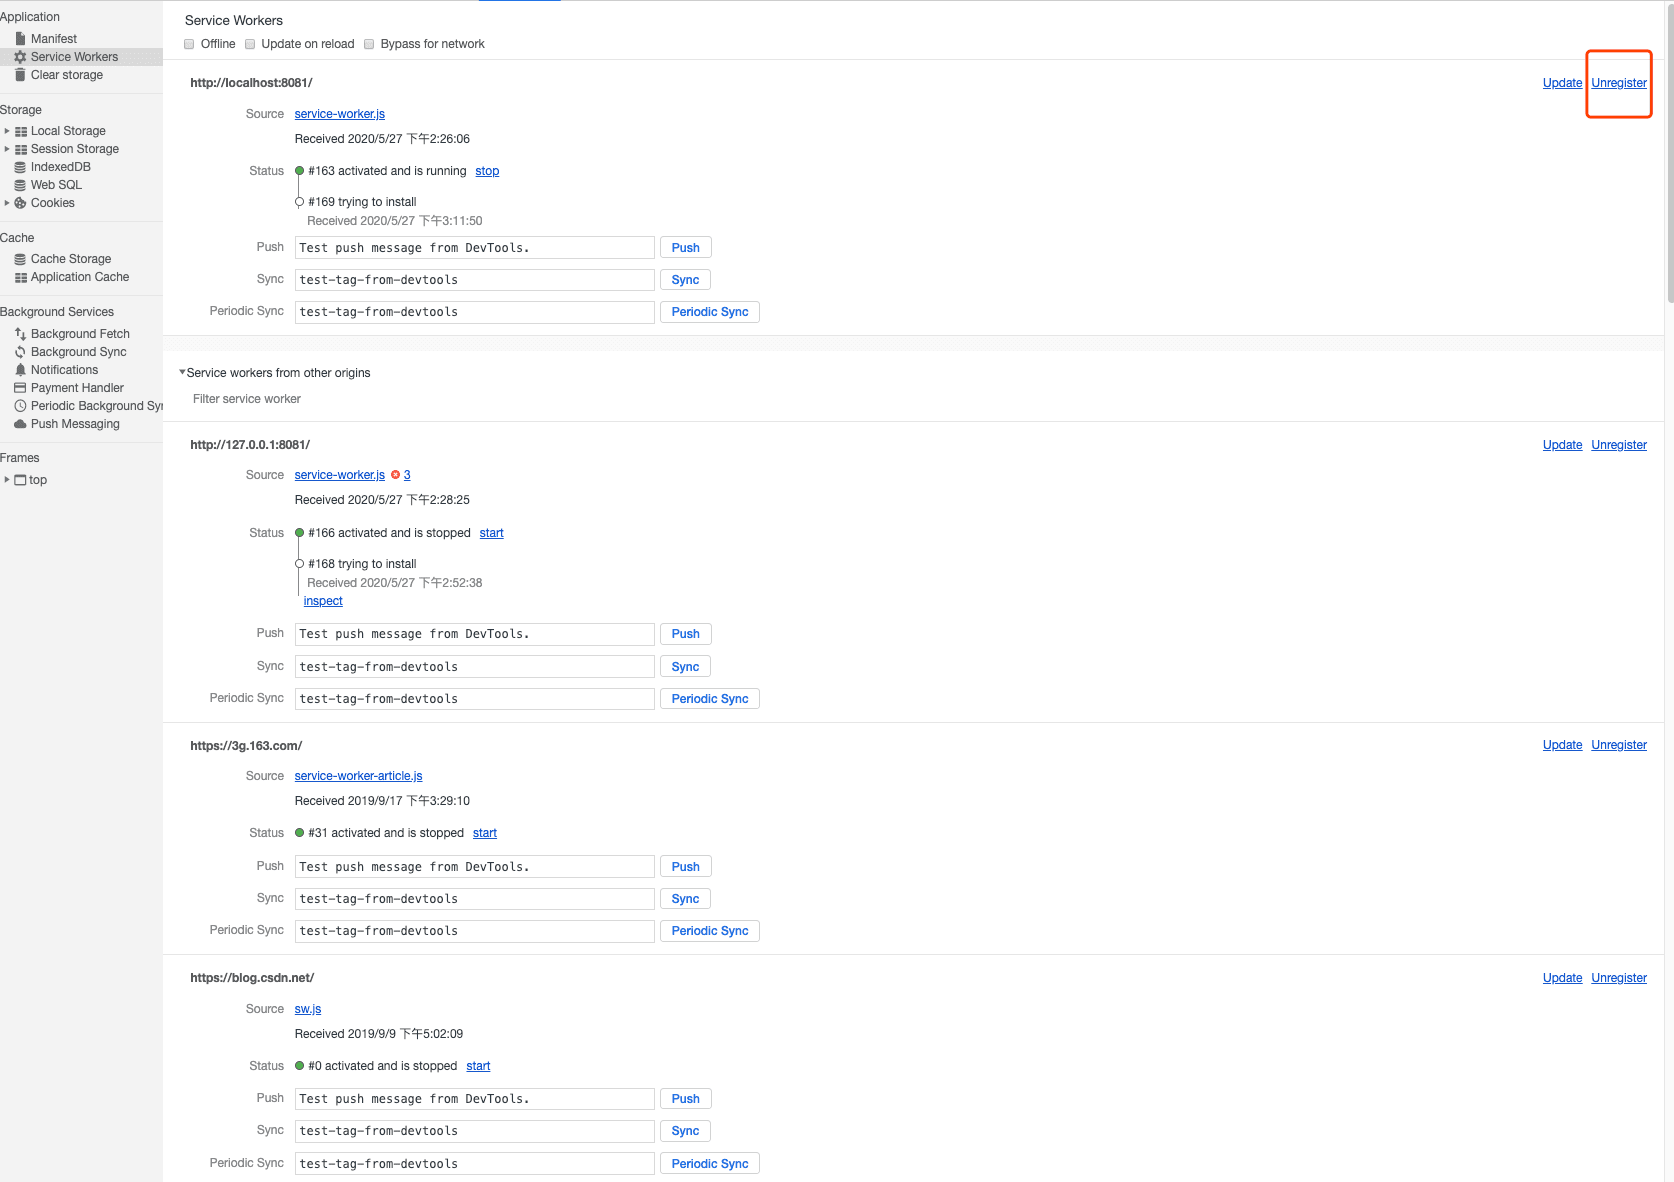 Application
Manifest
Service Workers
Clear storage
Storage
Local Storage
Session Storage
IndexedDB
Web SQL
Cookies
Cache
Cache Storage
Application Cache
Background Services
Background Fetch
Background Sync
Notifications
Payment Handler
Periodic Background Syn
Push Messaging
Frames
top
Service Workers
Offline Update on reload Bypass for network
http://localhost:8081/ Update Unregister
Source service-worker.js
Received 2020/5/27 下午2:26:06
Status #163 activated and is running stop
#169 trying to install
Received 2020/5/27 下午3:11:50
Push Test push message from DevTools. Push
Sync test-tag-from-devtools Sync
Periodic Sync test-tag-from-devtools Periodic Sync
Service workers from other origins
Filter service worker
http://127.0.0.1:8081/ Update Unregister
Source service-worker.js 3
Received 2020/5/27 下午2:28:25
Status #166 activated and is stopped start
#168 trying to install
Received 2020/5/27 下午2:52:38
inspect
Push Test push message from DevTools. Push
Sync test-tag-from-devtools Sync
Periodic Sync test-tag-from-devtools Periodic Sync
https://3g.163.com/ Update Unregister
Source service-worker-article.js
Received 2019/9/17 下午3:29:10
Status #31 activated and is stopped start
Push Test push message from DevTools. Push
Sync test-tag-from-devtools Sync
Periodic Sync test-tag-from-devtools Periodic Sync
https://blog.csdn.net/ Update Unregister
Source sw.js
Received 2019/9/9 下午5:02:09
Status #0 activated and is stopped start
Push Test push message from DevTools. Push
Sync test-tag-from-devtools Sync
Periodic Sync test-tag-from-devtools Periodic Sync